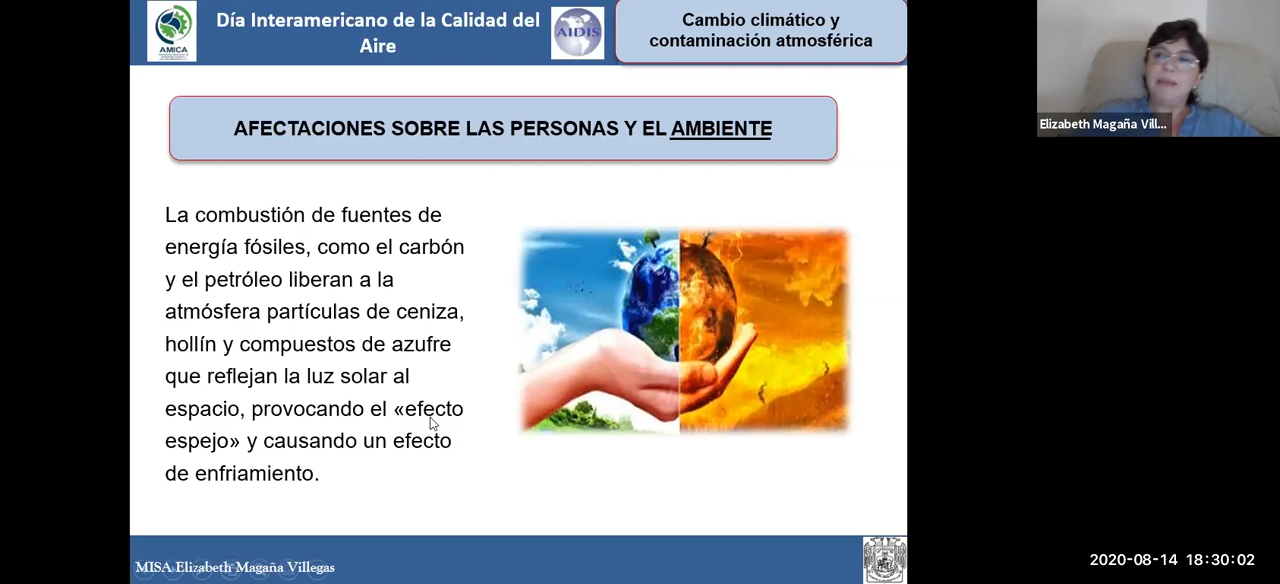 Día Interamericano de la Calidad del
Aire
AMICA
AIDIS
Cambio climático y
contaminación atmosférica
Elizabeth Magaña Vill...
AFECTACIONES SOBRE LAS PERSONAS Y EL AMBIENTE
La combustión de fuentes de
energía fósiles, como el carbón
y el petróleo liberan a la
atmósfera partículas de ceniza,
hollín y compuestos de azufre
que reflejan la luz solar al
espacio, provocando el «efecto
espejo» y causando un efecto
de enfriamiento.
MISA Elizabeth Magaña Villegas
2020-08-14 18:30:02